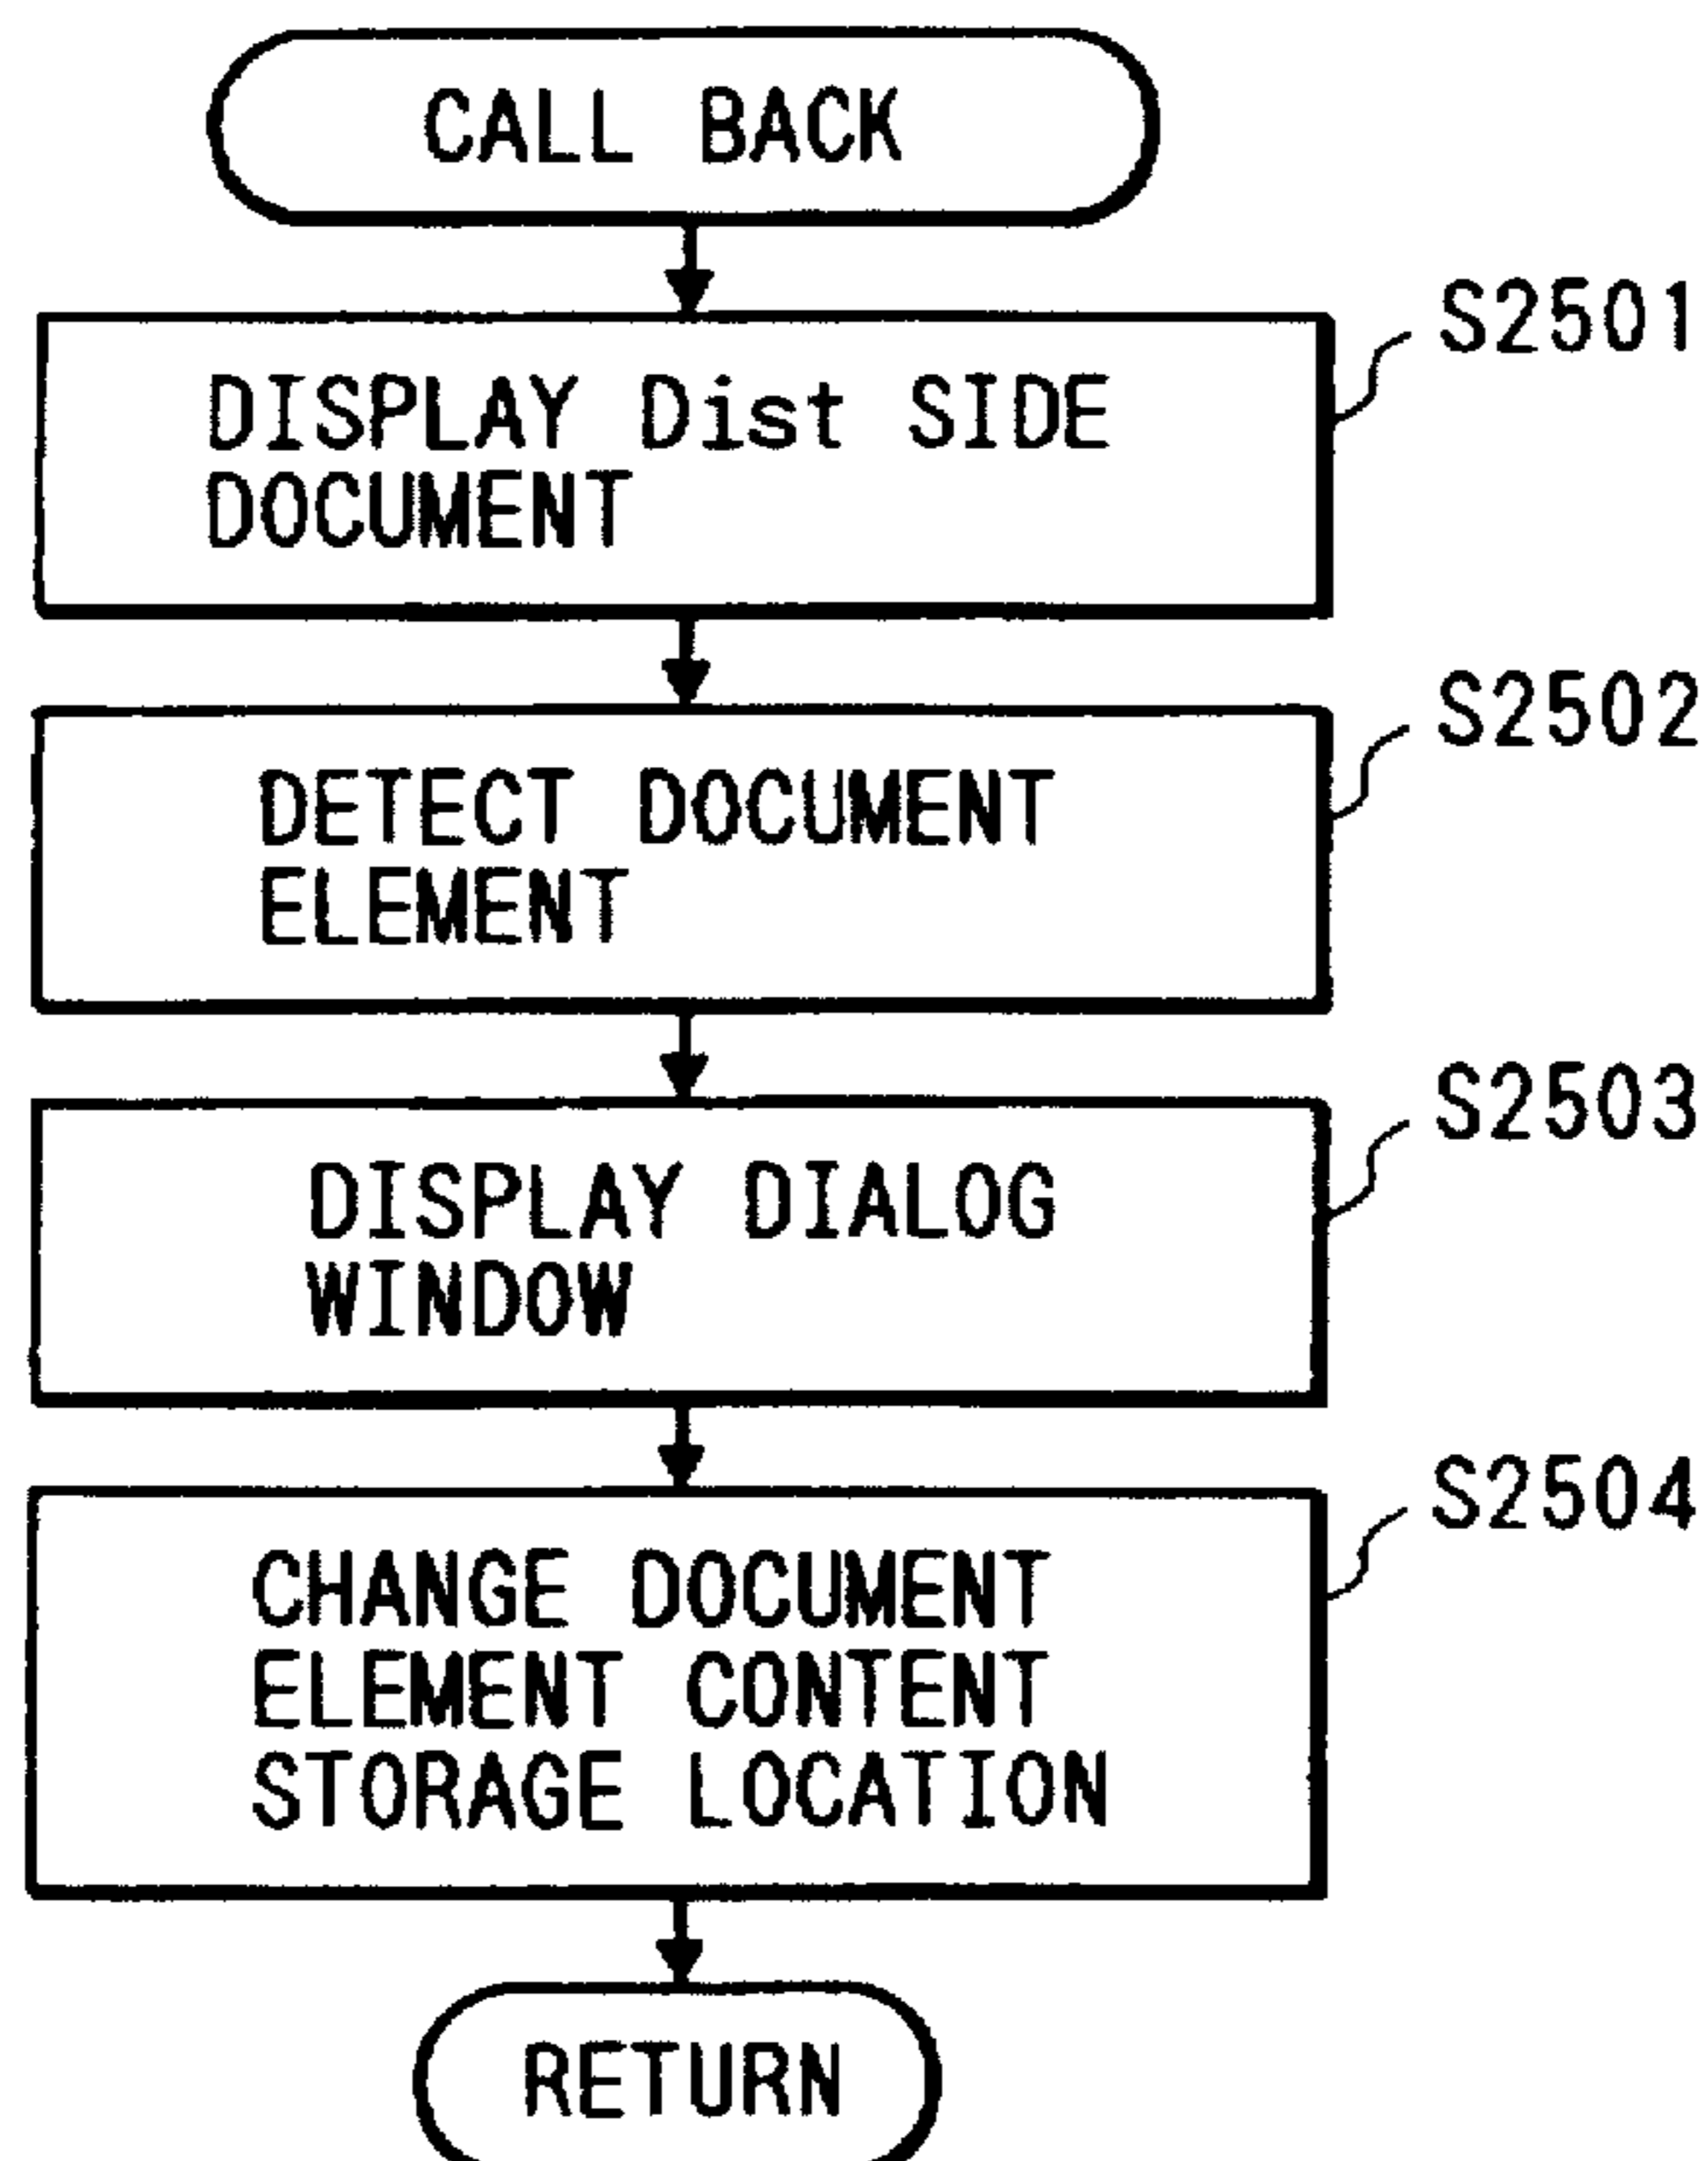 CALL BACK
S2501
DISPLAY Dist SIDE
DOCUMENT
S2502
DETECT DOCUMENT
ELEMENT
S2503
DISPLAY DIALOG
WINDOW
S2504
CHANGE DOCUMENT
ELEMENT CONTENT
STORAGE LOCATION
RETURN